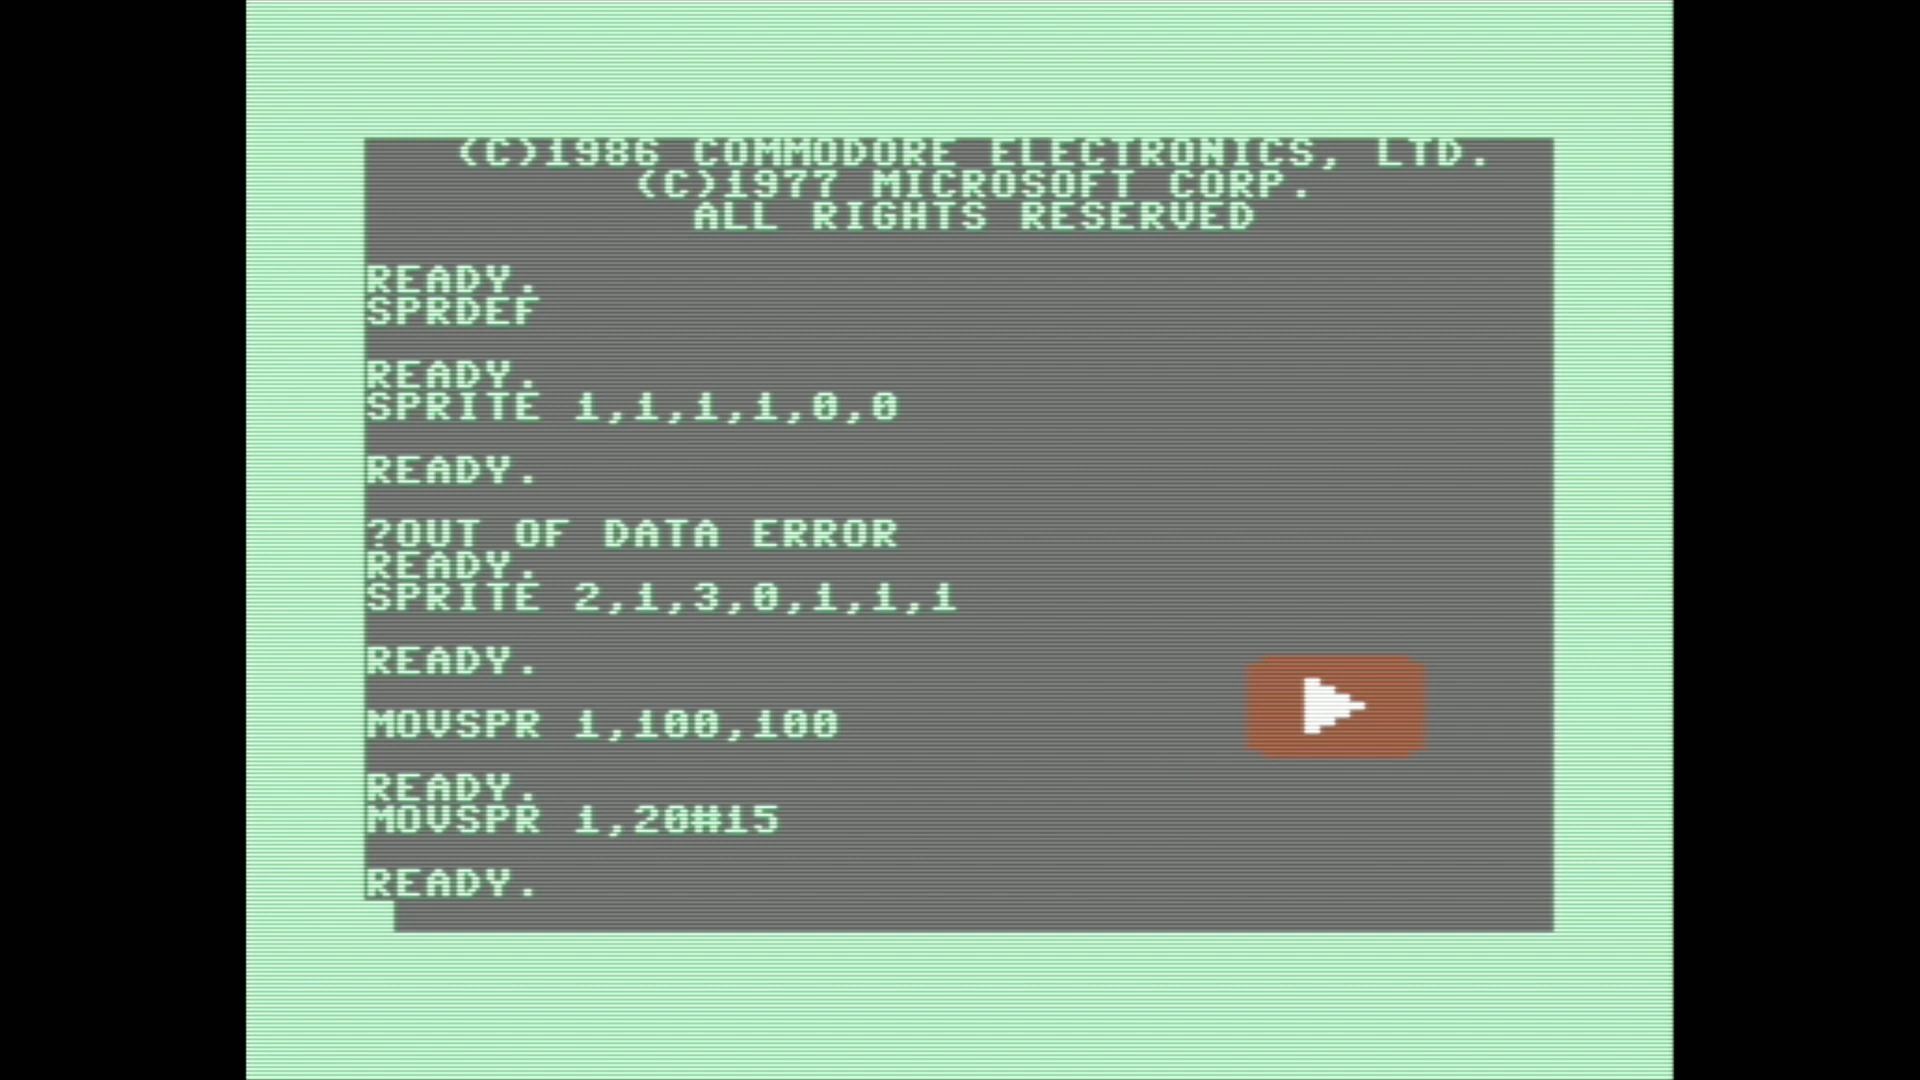 (C)1986 COMMODORE ELECTRONICS, LTD.
(C)1977 MICROSOFT CORP.
ALL RIGHTS RESERVED
READY.
SPRDEF
READY.
SPRITE 1,1,1,1,0,0
READY.
?OUT OF DATA ERROR
READY.
SPRITE 2,1,3,0,1,1,1
READY.
MOVSPR 1,100,100
READY.
MOVSPR 1,20#15
READY.